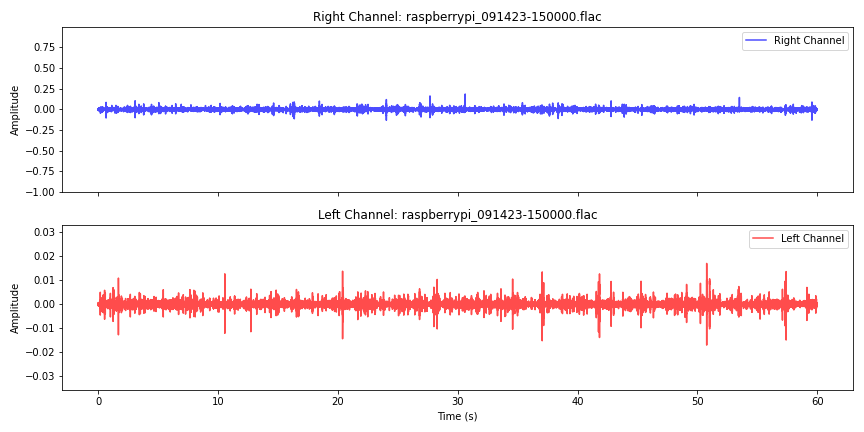 Right Channel: raspberrypi_091423-150000.flac
Right Channel
0.75
0.50
0.25
0.00
−0.25
−0.50
−0.75
−1.00
Amplitude
Left Channel: raspberrypi_091423-150000.flac
Left Channel
0.03
0.02
0.01
0.00
−0.01
−0.02
−0.03
Amplitude
0 10 20 30 40 50 60
Time (s)